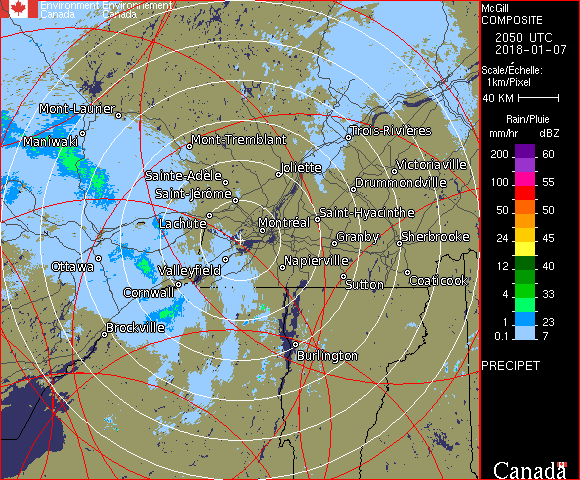 Environment Environnement
Canada Canada
McGill
COMPOSITE
2050 UTC
2018-01-07
Scale/Échelle:
1km/Pixel
40 KM
Rain/Pluie
mm/hr dBZ
200 60
100 55
50 50
24 45
12 40
4 33
1 23
0.1 7
PRECIPET
Canada
Mont-Laurier
Maniwaki
Mont-Tremblant
Trois-Rivières
Sainte-Adèle
Joliette
Victoriaville
Saint-Jérôme
Drummondville
Lachute
Montréal
Saint-Hyacinthe
Granby
Sherbrooke
Ottawa
Valleyfield
Napierville
Cornwall
Sutton
Coaticook
Brockville
Burlington